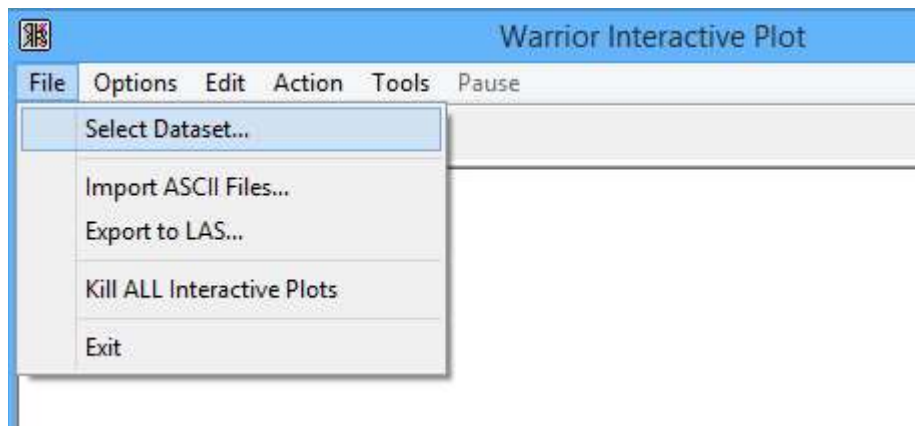 Warrior Interactive Plot
File Options Edit Action Tools Pause
Select Dataset...
Import ASCII Files...
Export to LAS...
Kill ALL Interactive Plots
Exit